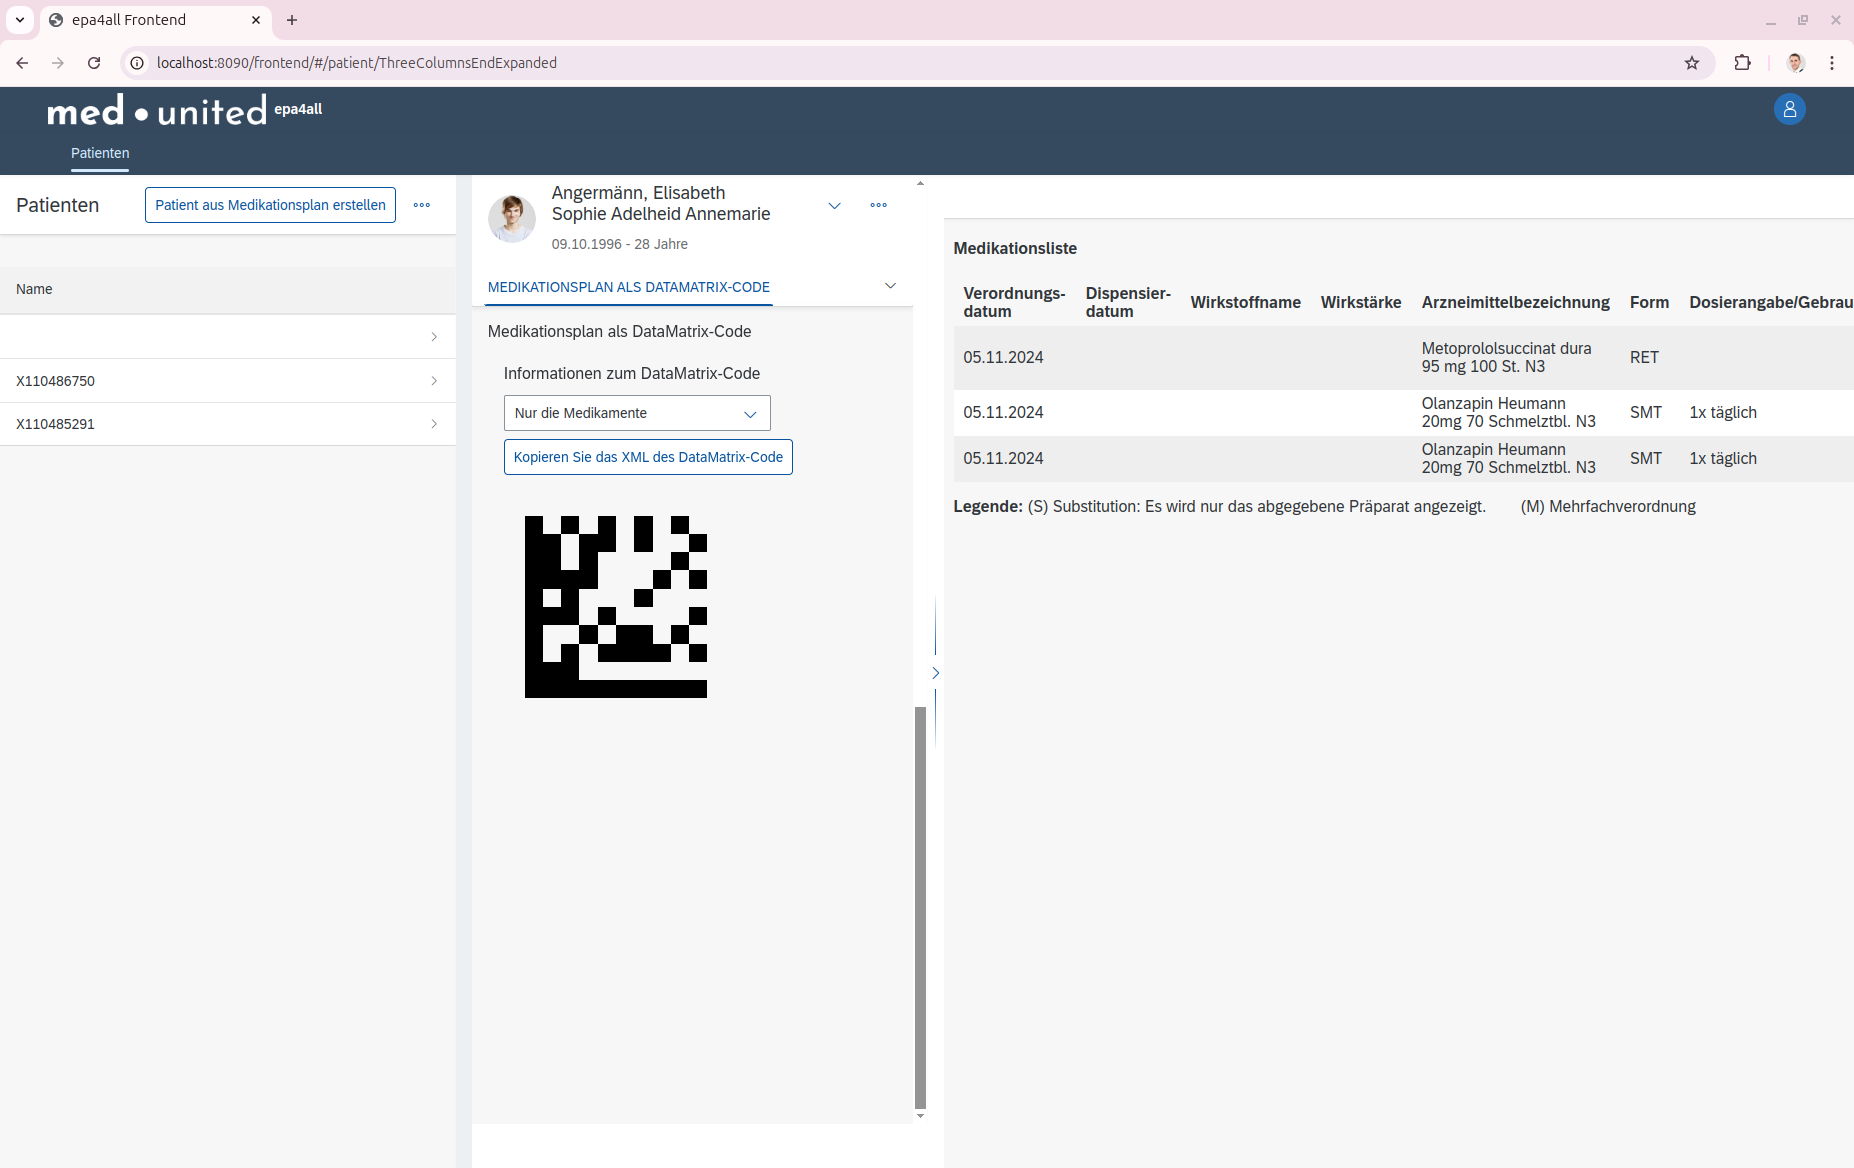 epa4all Frontend
localhost:8090/frontend/#/patient/ThreeColumnsEndExpanded
med • united epa4all
Patienten
Patienten
Patient aus Medikationsplan erstellen
Name
X110486750
X110485291
Angermänn, Elisabeth
Sophie Adelheid Annemarie
09.10.1996 - 28 Jahre
MEDIKATIONSPLAN ALS DATAMATRIX-CODE
Medikationsplan als DataMatrix-Code
Informationen zum DataMatrix-Code
Nur die Medikamente
Kopieren Sie das XML des DataMatrix-Code
Medikationsliste
Verordnungs-
datum
Dispensier-
datum
Wirkstoffname
Wirkstärke
Arzneimittelbezeichnung
Form
Dosierangabe/Gebrau
05.11.2024
Metoprololsuccinat dura
95 mg 100 St. N3
RET
05.11.2024
Olanzapin Heumann
20mg 70 Schmelztbl. N3
SMT
1x täglich
05.11.2024
Olanzapin Heumann
20mg 70 Schmelztbl. N3
SMT
1x täglich
Legende: (S) Substitution: Es wird nur das abgegebene Präparat angezeigt. (M) Mehrfachverordnung